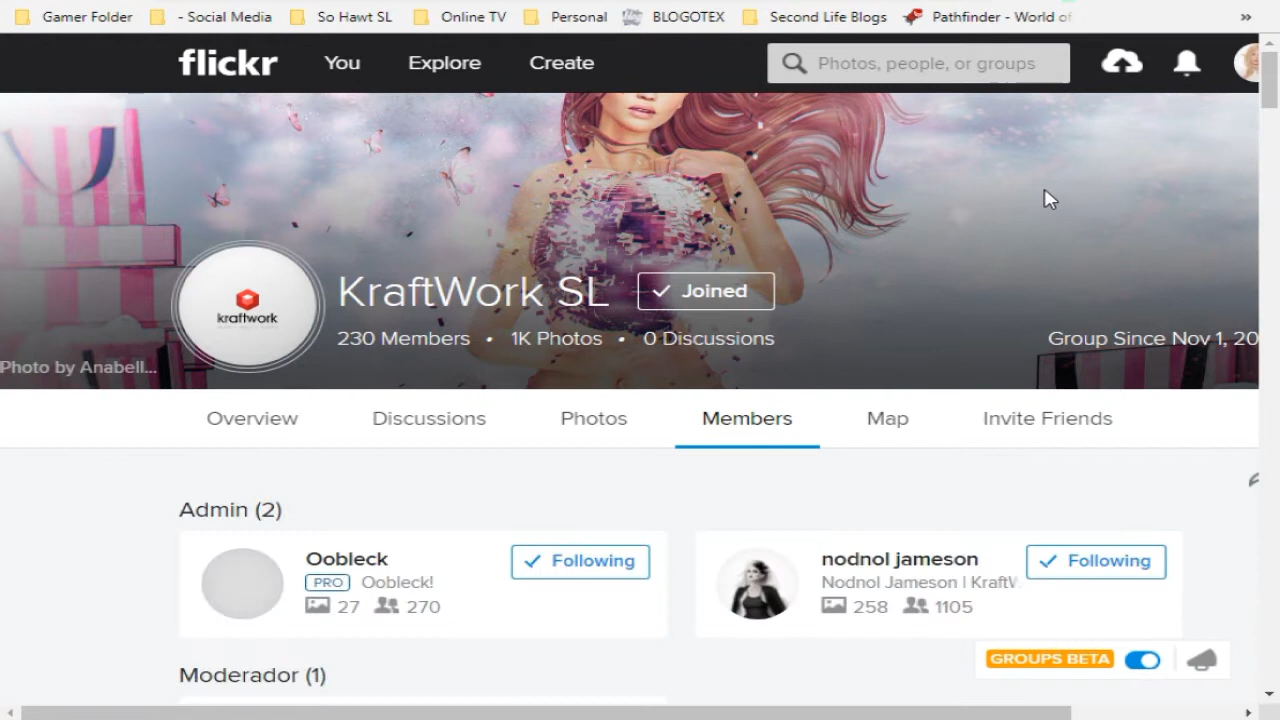 Gamer Folder - Social Media So Hawt SL Online TV Personal BLOGOTEX Second Life Blogs Pathfinder - World of »
flickr You Explore Create Photos, people, or groups
kraftwork
KraftWork SL Joined
230 Members • 1K Photos • 0 Discussions Group Since Nov 1, 20
Photo by Anabell...
Overview Discussions Photos Members Map Invite Friends
Admin (2)
Oobleck Following
PRO Oobleck!
27 270
nodnol jameson Following
Nodnol Jameson | Kraft
258 1105
GROUPS BETA
Moderador (1)